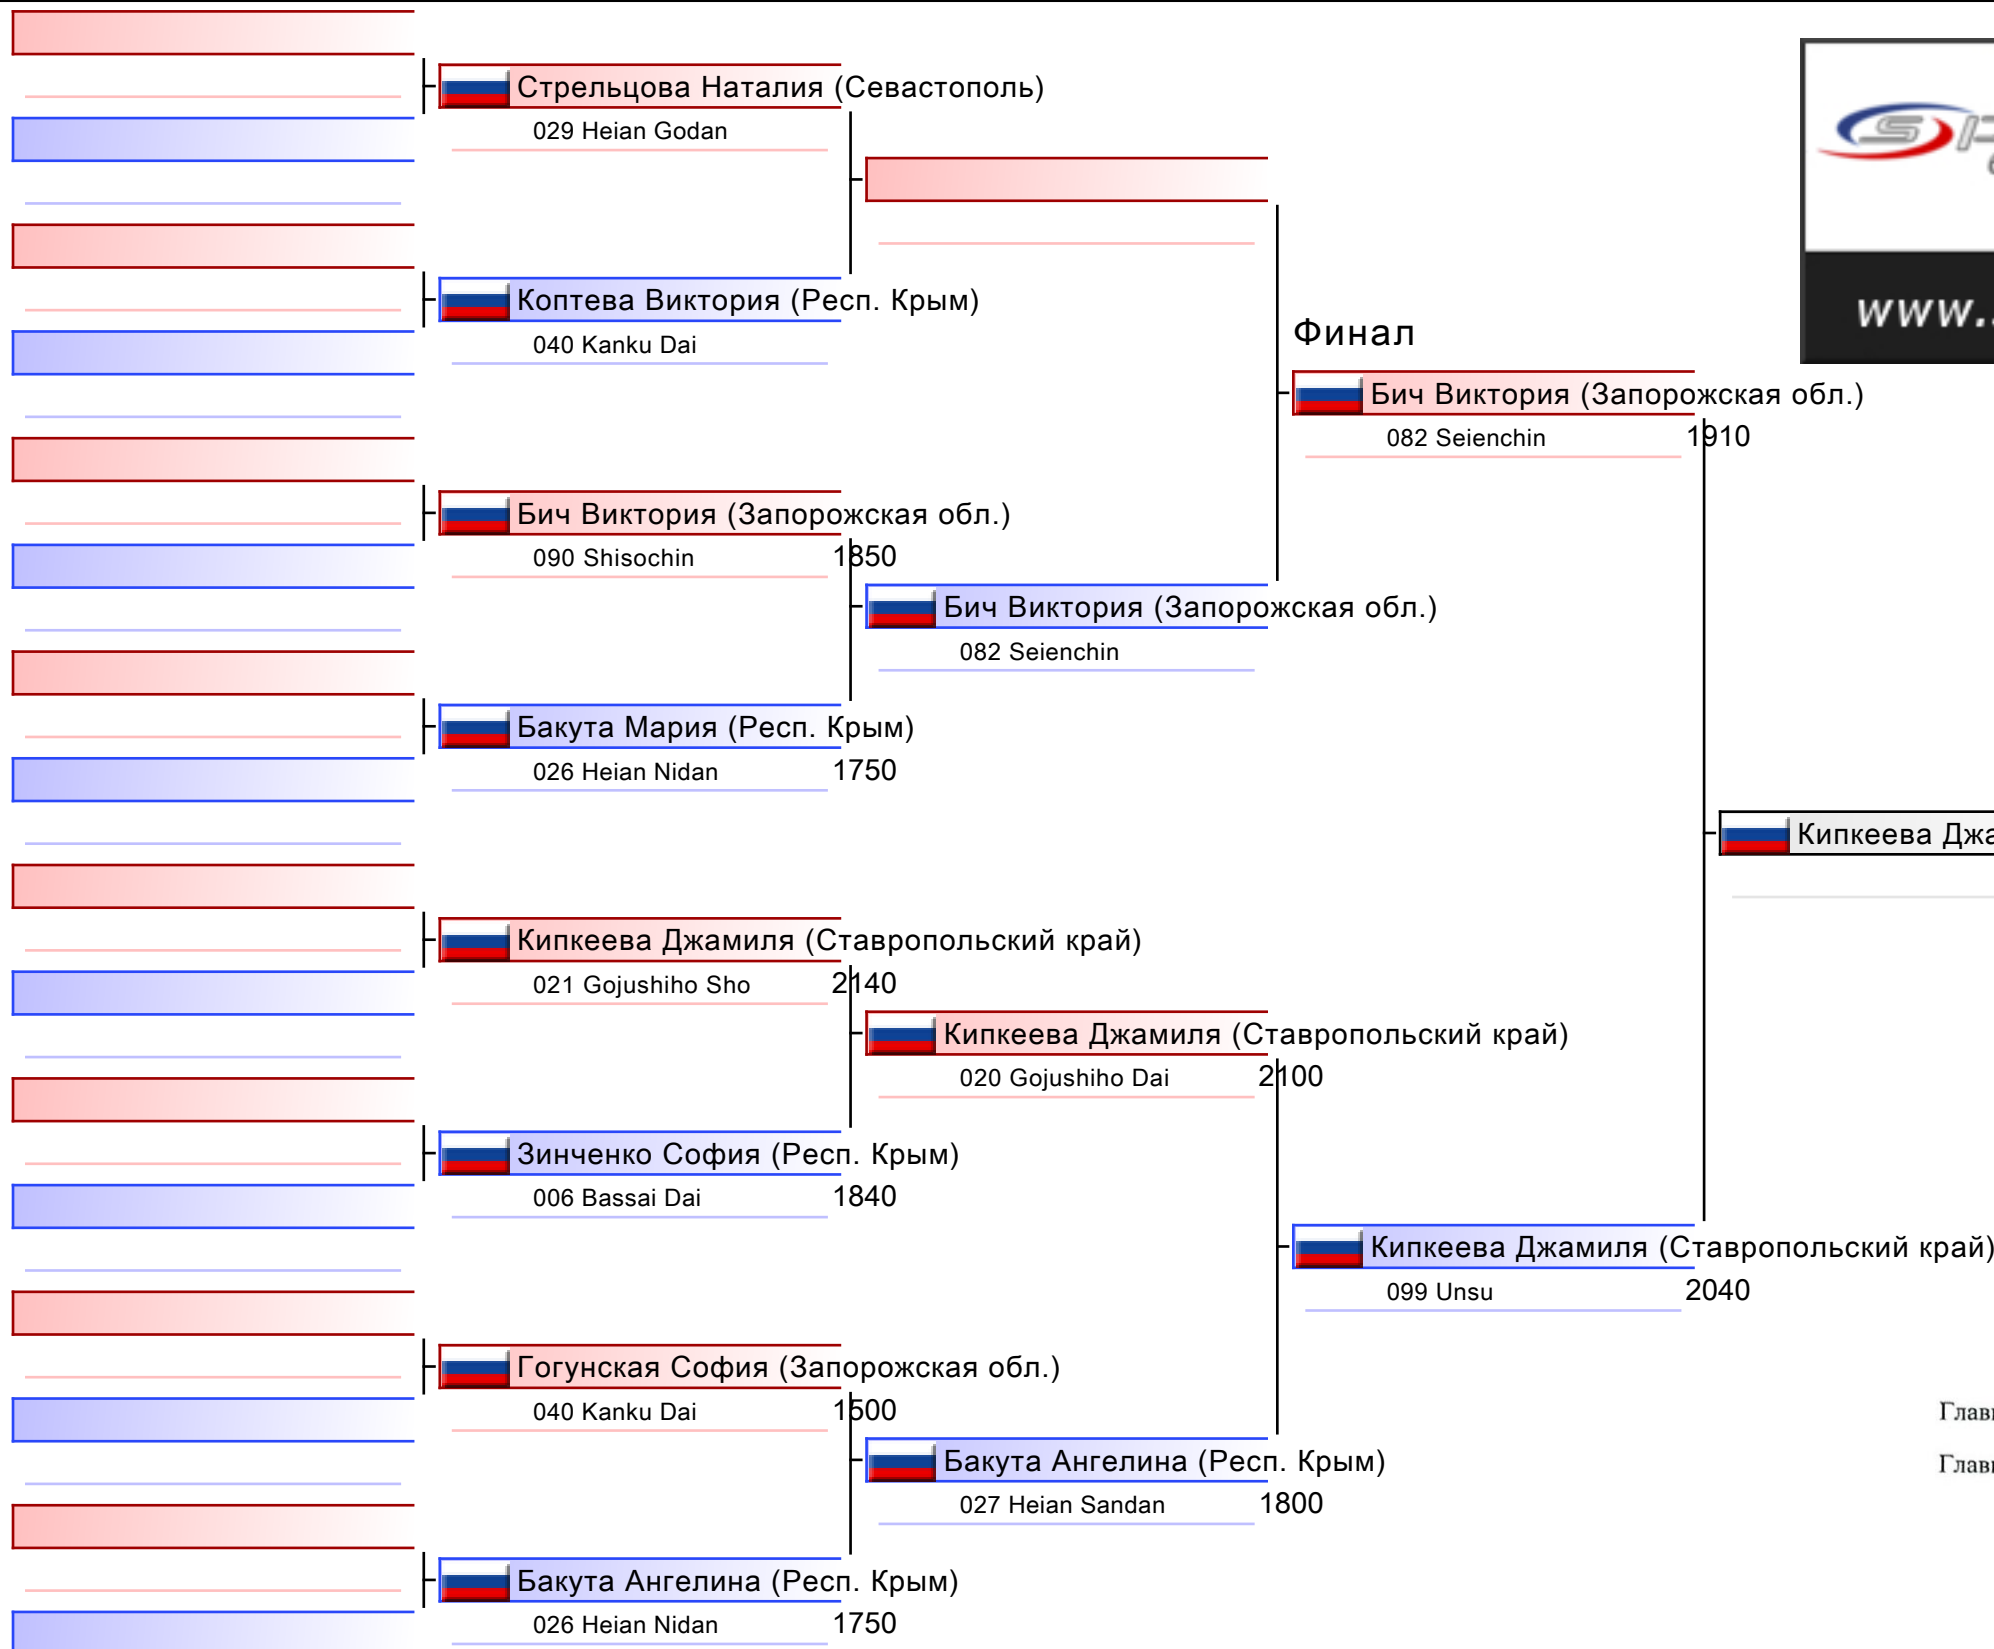 Стрельцова Наталия (Севастополь)
029 Heian Godan
Коптева Виктория (Респ. Крым)
040 Kanku Dai
Бич Виктория (Запорожская обл.)
090 Shisochin 1850
Бакута Мария (Респ. Крым)
026 Heian Nidan 1750
Кипкеева Джамиля (Ставропольский край)
021 Gojushiho Sho 2140
Зинченко София (Респ. Крым)
006 Bassai Dai 1840
Гогунская София (Запорожская обл.)
040 Kanku Dai 1500
Бакута Ангелина (Респ. Крым)
026 Heian Nidan 1750
Бич Виктория (Запорожская обл.)
082 Seienchin
Кипкеева Джамиля (Ставропольский край)
020 Gojushiho Dai 2100
Бакута Ангелина (Респ. Крым)
027 Heian Sandan 1800
Финал
Бич Виктория (Запорожская обл.)
082 Seienchin 1910
Кипкеева Джамиля (Ставропольский край)
099 Unsu 2040
www.
Кипкеева Джа
Глав
Глав